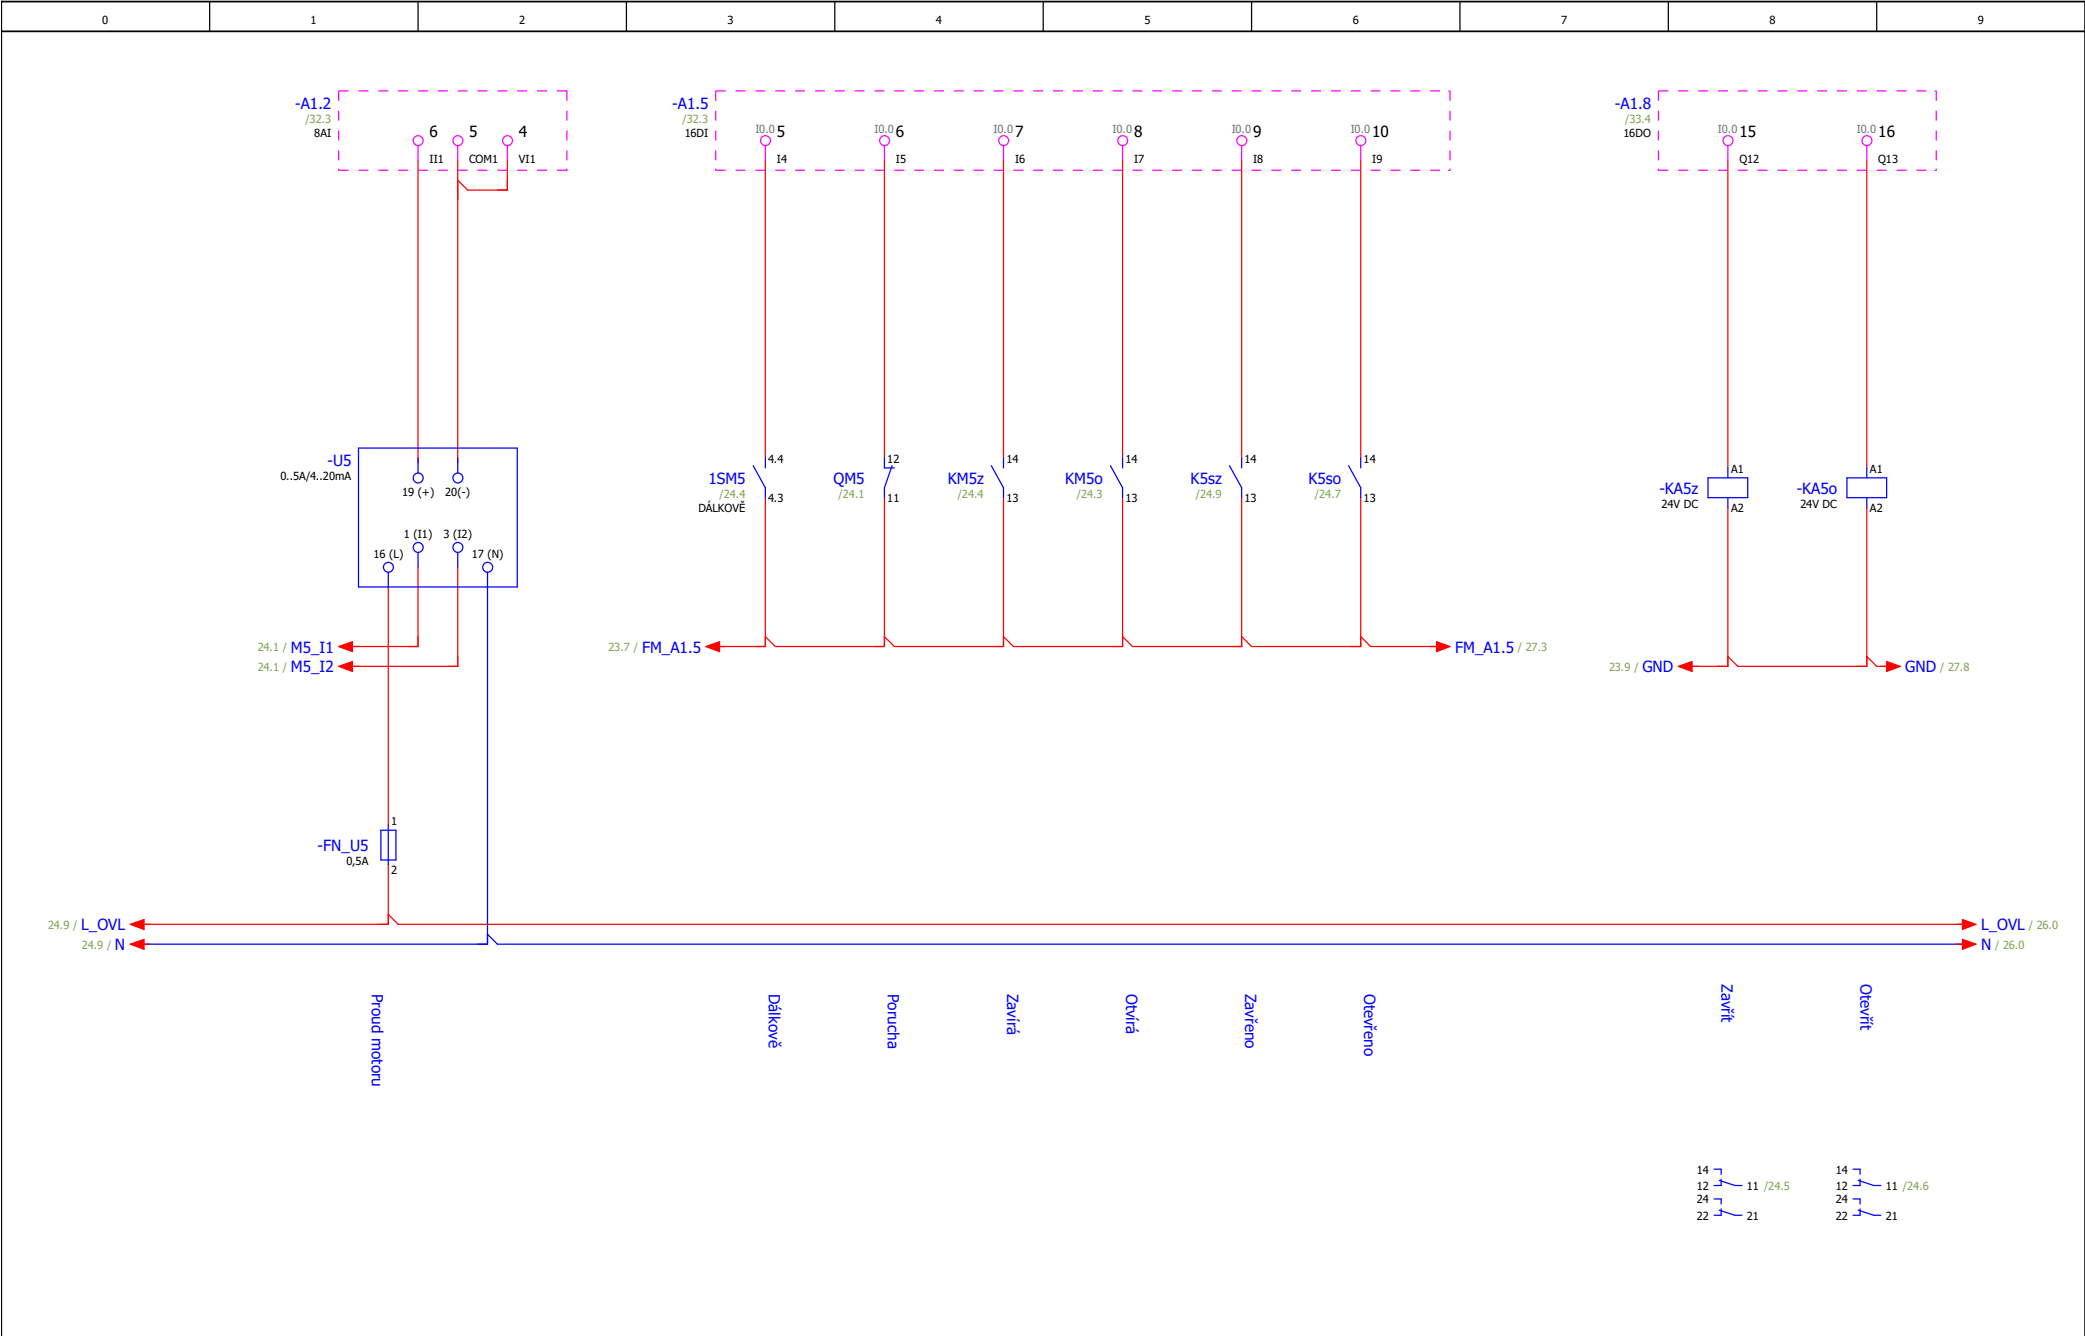 0 1 2 3 4 5 6 7 8 9
-A1.2
/32.3
8AI
6 5 4
II1 COM1 VI1
-A1.5
/32.3
16DI
I0.0 5 I0.0 6 I0.0 7 I0.0 8 I0.0 9 I0.0 10
I4 I5 I6 I7 I8 I9
-A1.8
/33.4
16DO
I0.0 15 I0.0 16
Q12 Q13
-U5
0..5A/4..20mA
19 (+) 20(-)
1 (I1) 3 (I2)
16 (L) 17 (N)
4.4
1SM5
/24.4
4.3
DÁLKOVĚ
12
QM5
/24.1
11
14
KM5z
/24.4
13
14
KM5o
/24.3
13
14
K5sz
/24.9
13
14
K5so
/24.7
13
A1
-KA5z
24V DC
A2
A1
-KA5o
24V DC
A2
24.1 / M5_I1
24.1 / M5_I2
23.7 / FM_A1.5
FM_A1.5 / 27.3
23.9 / GND
GND / 27.8
1
-FN_U5
0,5A
2
24.9 / L_OVL
24.9 / N
L_OVL / 26.0
N / 26.0
Proud motoru
Dálkově
Porucha
Zavírá
Otvírá
Zavřeno
Otevřeno
Zavřít
Otevřít
14
12 11 /24.5
24
22 21
14
12 11 /24.6
24
22 21